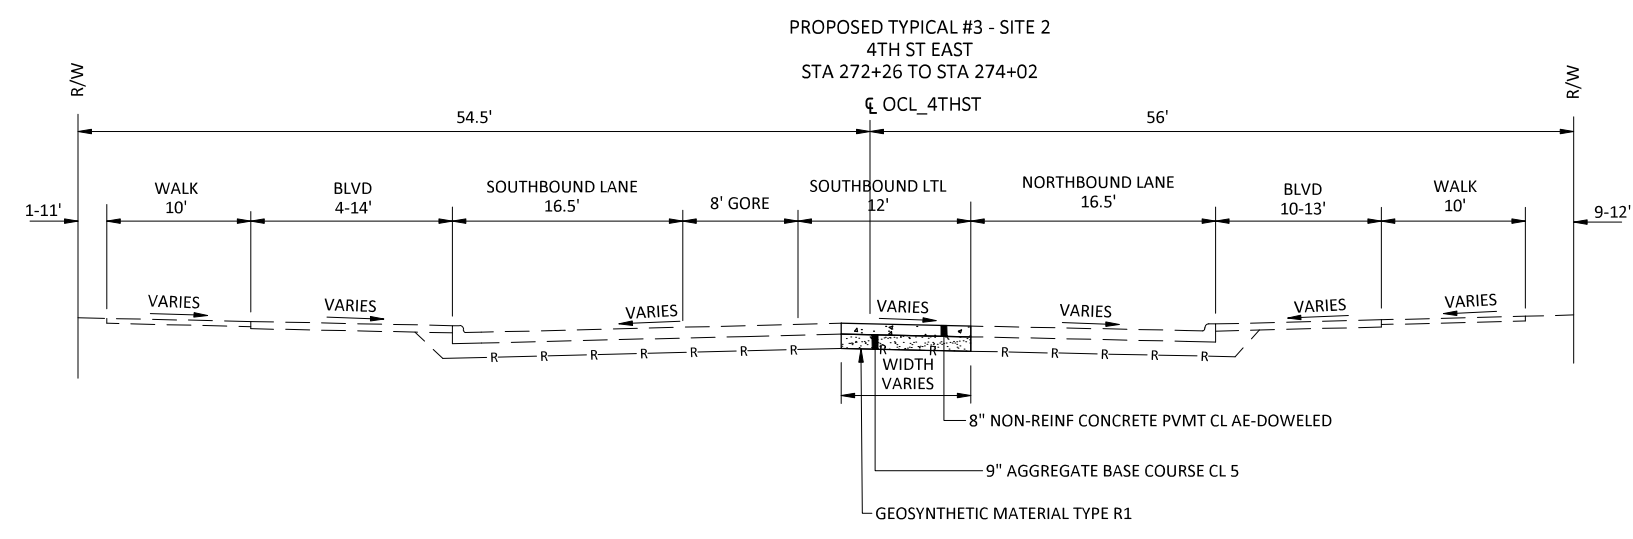 PROPOSED TYPICAL #3 - SITE 2
4TH ST EAST
STA 272+26 TO STA 274+02
℄ OCL_4THST
R/W
R/W
54.5'
56'
1-11'
WALK
10'
BLVD
4-14'
SOUTHBOUND LANE
16.5'
8' GORE
SOUTHBOUND LTL
12'
NORTHBOUND LANE
16.5'
BLVD
10-13'
WALK
10'
9-12'
VARIES
VARIES
VARIES
VARIES
VARIES
VARIES
VARIES
R R R R R R R R R R R R R R
WIDTH
VARIES
8" NON-REINF CONCRETE PVMT CL AE-DOWELED
9" AGGREGATE BASE COURSE CL 5
GEOSYNTHETIC MATERIAL TYPE R1